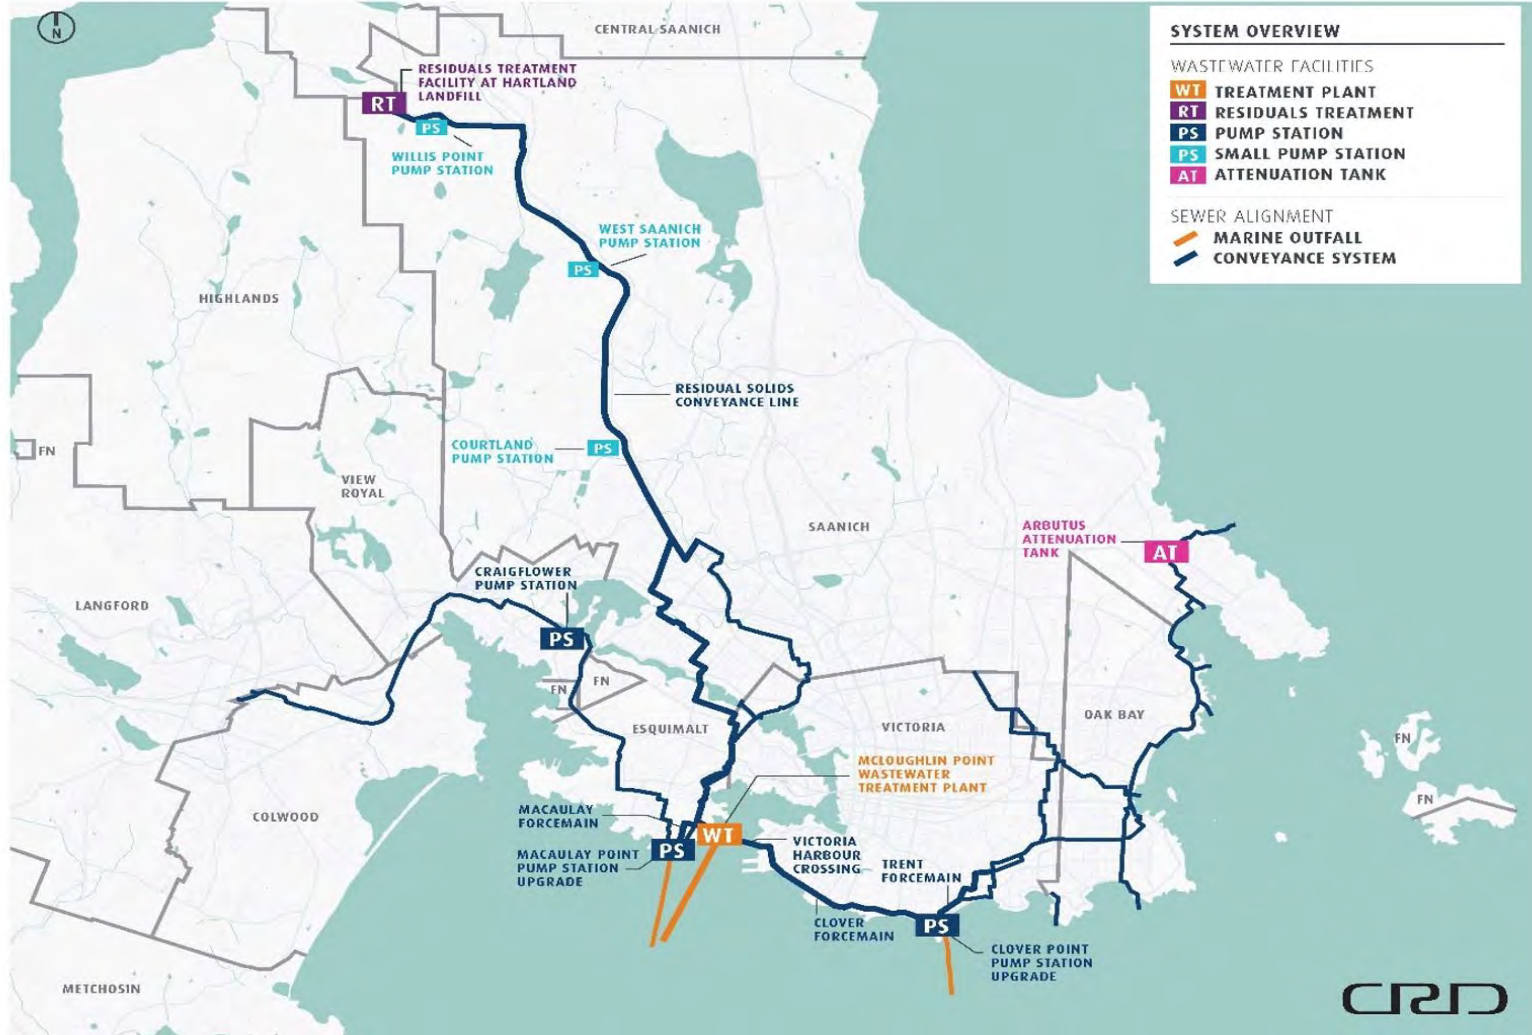 N
CENTRAL SAANICH
RESIDUALS TREATMENT
FACILITY AT HARTLAND
LANDFILL
RT
PS
WILLIS POINT
PUMP STATION
WEST SAANICH
PUMP STATION
PS
HIGHLANDS
RESIDUAL SOLIDS
CONVEYANCE LINE
COURTLAND
PUMP STATION
PS
FN
VIEW
ROYAL
SAANICH
ARBUTUS
ATTENUATION
TANK
AT
CRAIGFLOWER
PUMP STATION
PS
LANGFORD
FN
FN
ESQUIMALT
VICTORIA
OAK BAY
FN
FN
MCLOUGHLIN POINT
WASTEWATER
TREATMENT PLANT
COLWOOD
MACAULAY
FORCEMAIN
WT
PS
MACAULAY POINT
PUMP STATION
UPGRADE
VICTORIA
HARBOUR
CROSSING
TRENT
FORCEMAIN
CLOVER
FORCEMAIN
PS
CLOVER POINT
PUMP STATION
UPGRADE
METCHOSIN
CRD
SYSTEM OVERVIEW
WASTEWATER FACILITIES
WT TREATMENT PLANT
RT RESIDUALS TREATMENT
PS PUMP STATION
PS SMALL PUMP STATION
AT ATTENUATION TANK
SEWER ALIGNMENT
MARINE OUTFALL
CONVEYANCE SYSTEM